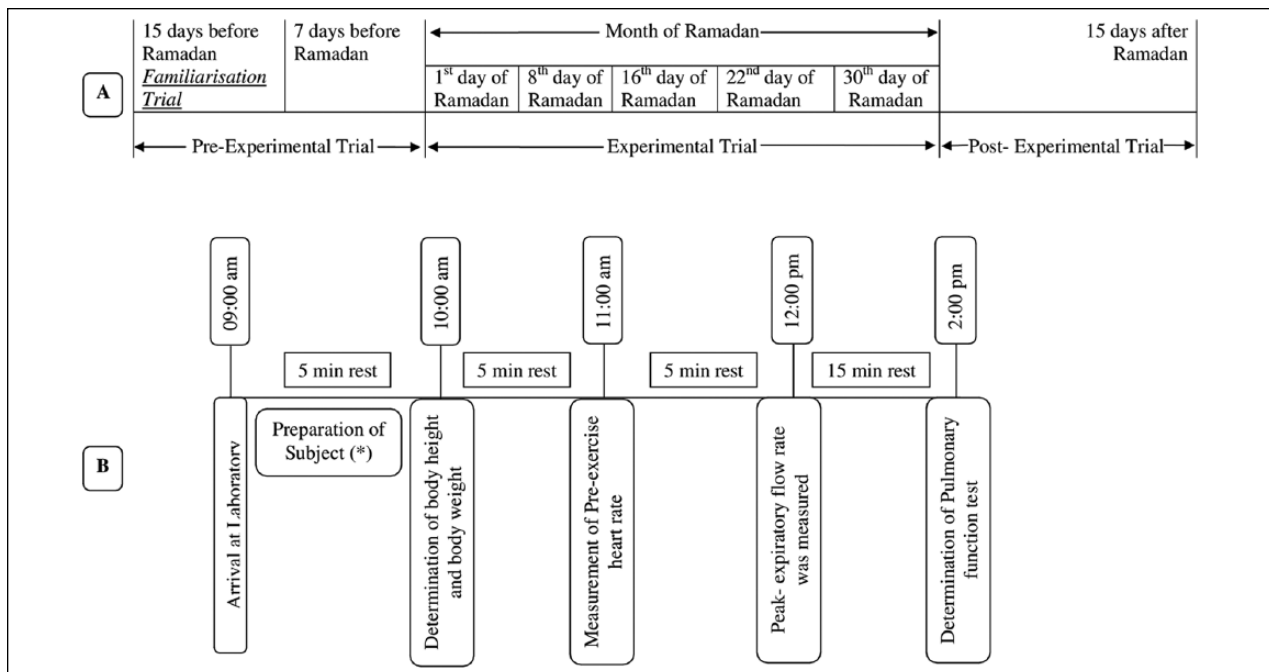 15 days before
Ramadan
Familiarisation
Trial
7 days before
Ramadan
Month of Ramadan
1st day of
Ramadan
8th day of
Ramadan
16th day of
Ramadan
22nd day of
Ramadan
30th day of
Ramadan
15 days after
Ramadan
A
Pre-Experimental Trial
Experimental Trial
Post- Experimental Trial
09:00 am
10:00 am
11:00 am
12:00 pm
2:00 pm
5 min rest
5 min rest
5 min rest
15 min rest
B
Arrival at Laboratory
Preparation of
Subject (*)
Determination of body height
and body weight
Measurement of Pre-exercise
heart rate
Peak- expiratory flow rate
was measured
Determination of Pulmonary
function test